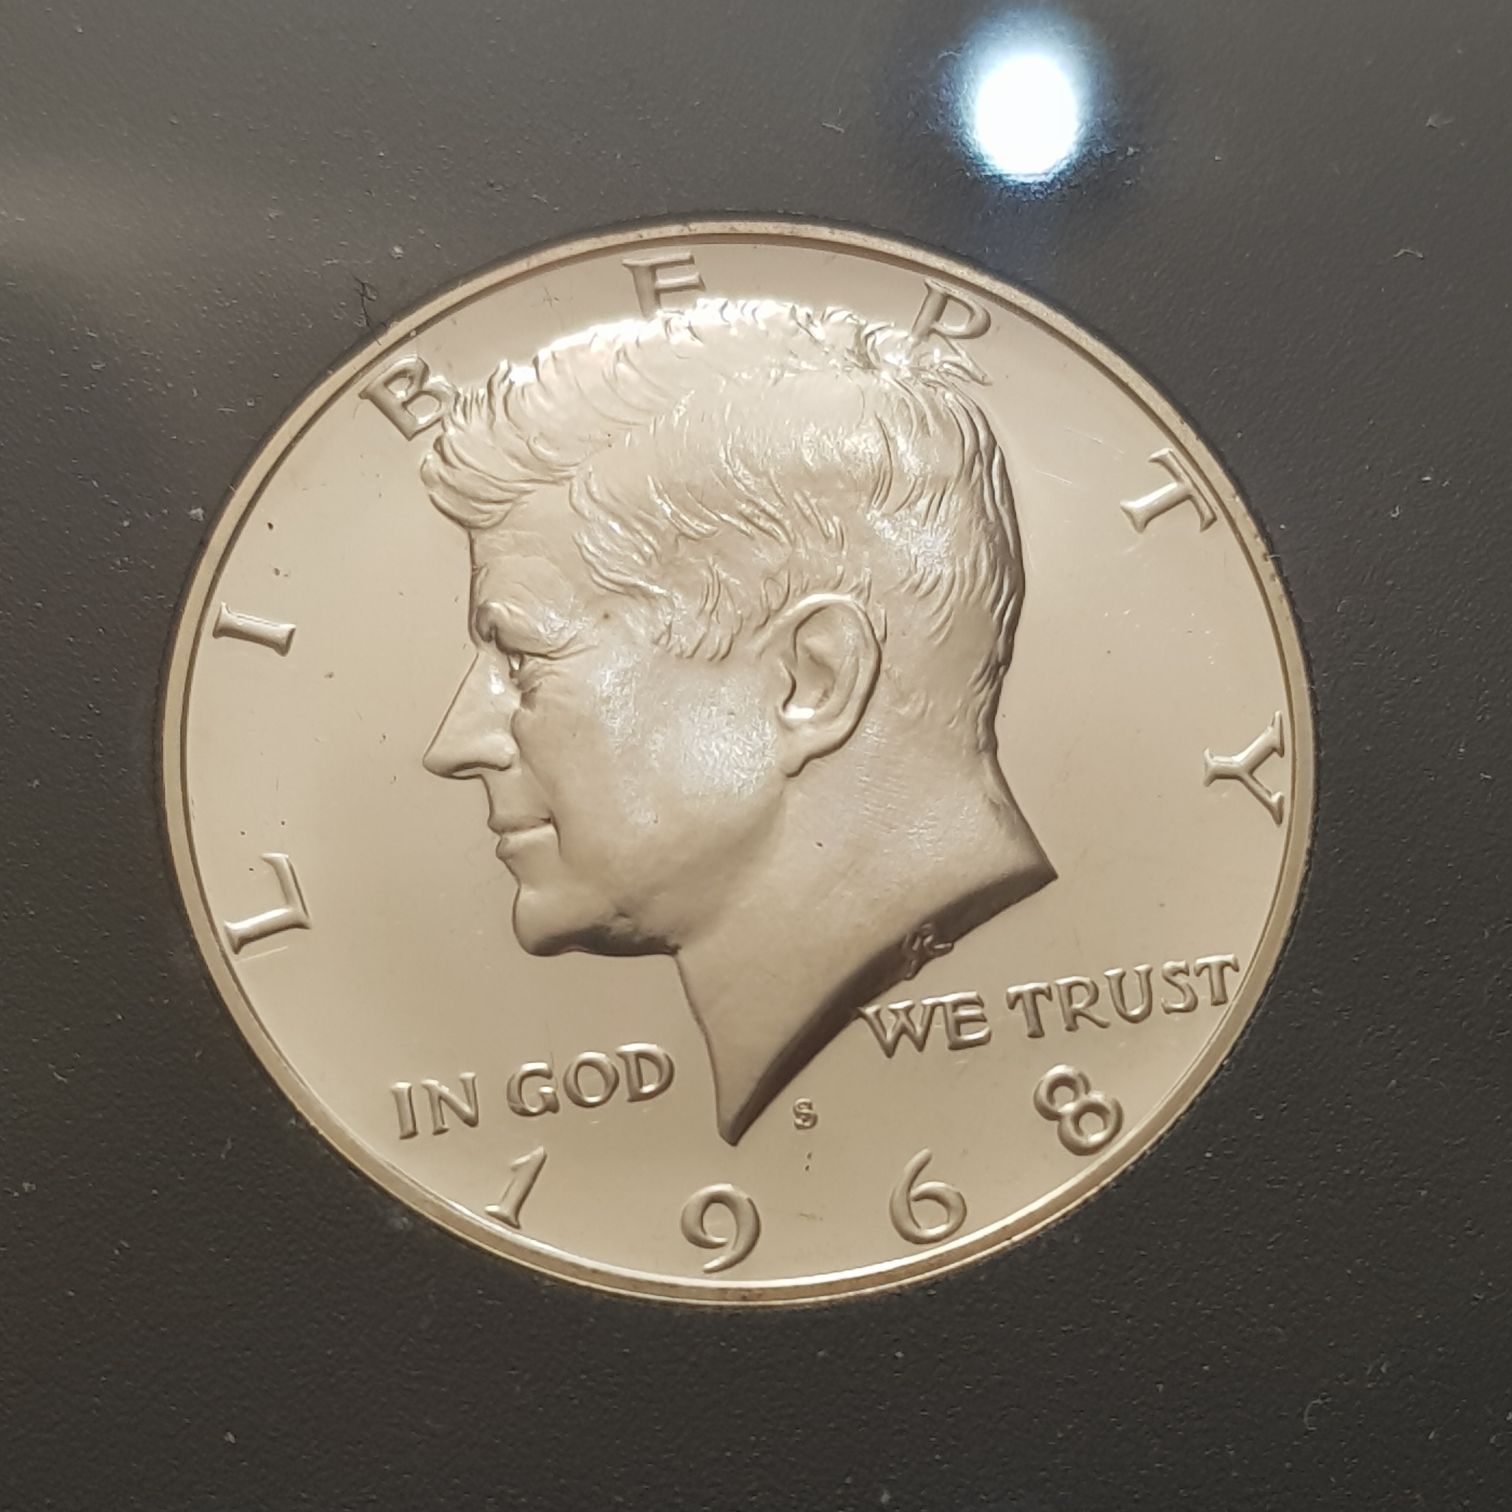 LIBERTY
IN GOD WE TRUST
S
1968